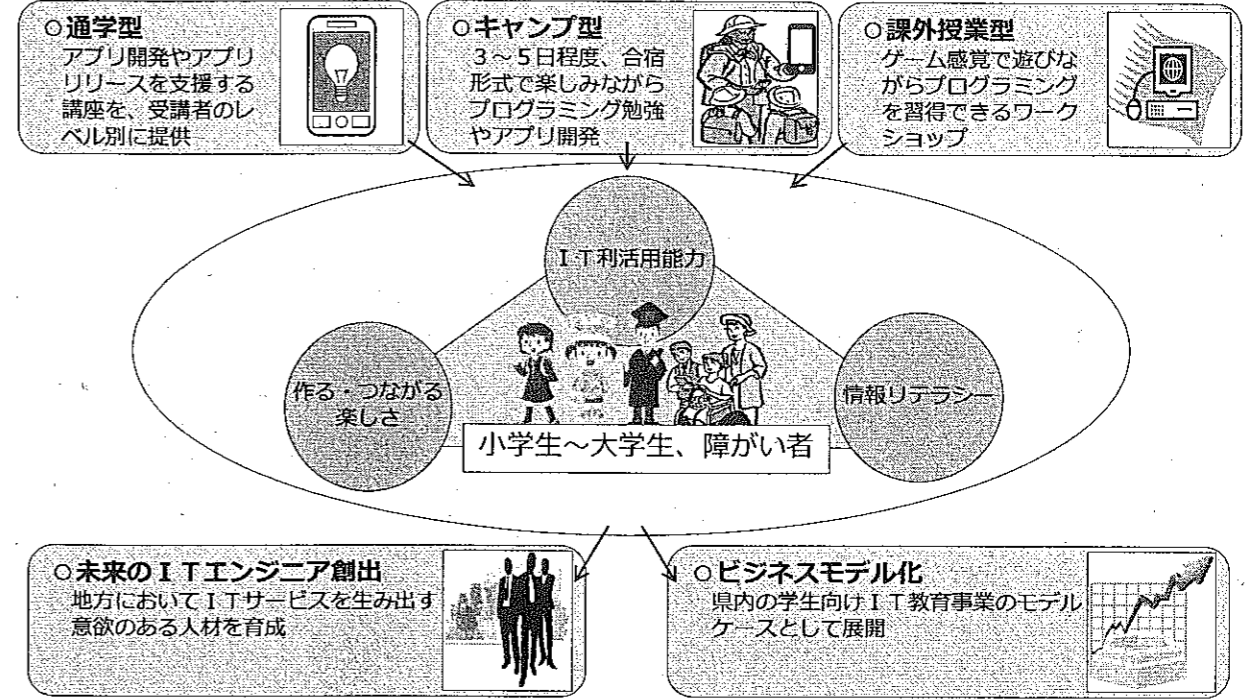 ○通学型
アプリ開発やアプリ
リリースを支援する
講座を、受講者のレ
ベル別に提供
○キャンプ型
３～５日程度、合宿
形式で楽しみながら
プログラミング勉強
やアプリ開発
○課外授業型
ゲーム感覚で遊びな
がらプログラミング
を習得できるワーク
ショップ
ＩＴ利活用能力
作る・つながる
楽しさ
情報リテラシー
小学生～大学生、障がい者
○未来のＩＴエンジニア創出
地方においてＩＴサービスを生み出す
意欲のある人材を育成
○ビジネスモデル化
県内の学生向けＩＴ教育事業のモデル
ケースとして展開